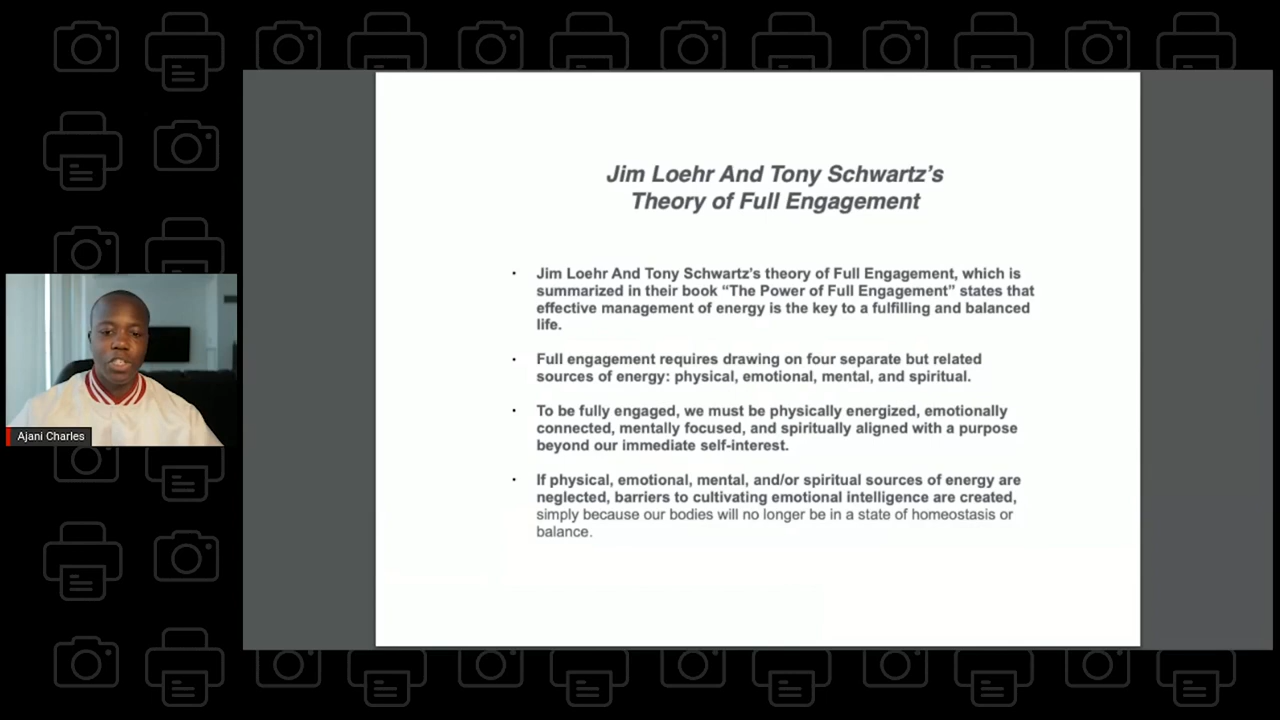 Jim Loehr And Tony Schwartz’s
Theory of Full Engagement
· Jim Loehr And Tony Schwartz’s theory of Full Engagement, which is
summarized in their book “The Power of Full Engagement” states that
effective management of energy is the key to a fulfilling and balanced
life.
· Full engagement requires drawing on four separate but related
sources of energy: physical, emotional, mental, and spiritual.
· To be fully engaged, we must be physically energized, emotionally
connected, mentally focused, and spiritually aligned with a purpose
beyond our immediate self-interest.
· If physical, emotional, mental, and/or spiritual sources of energy are
neglected, barriers to cultivating emotional intelligence are created,
simply because our bodies will no longer be in a state of homeostasis or
balance.
Ajani Charles